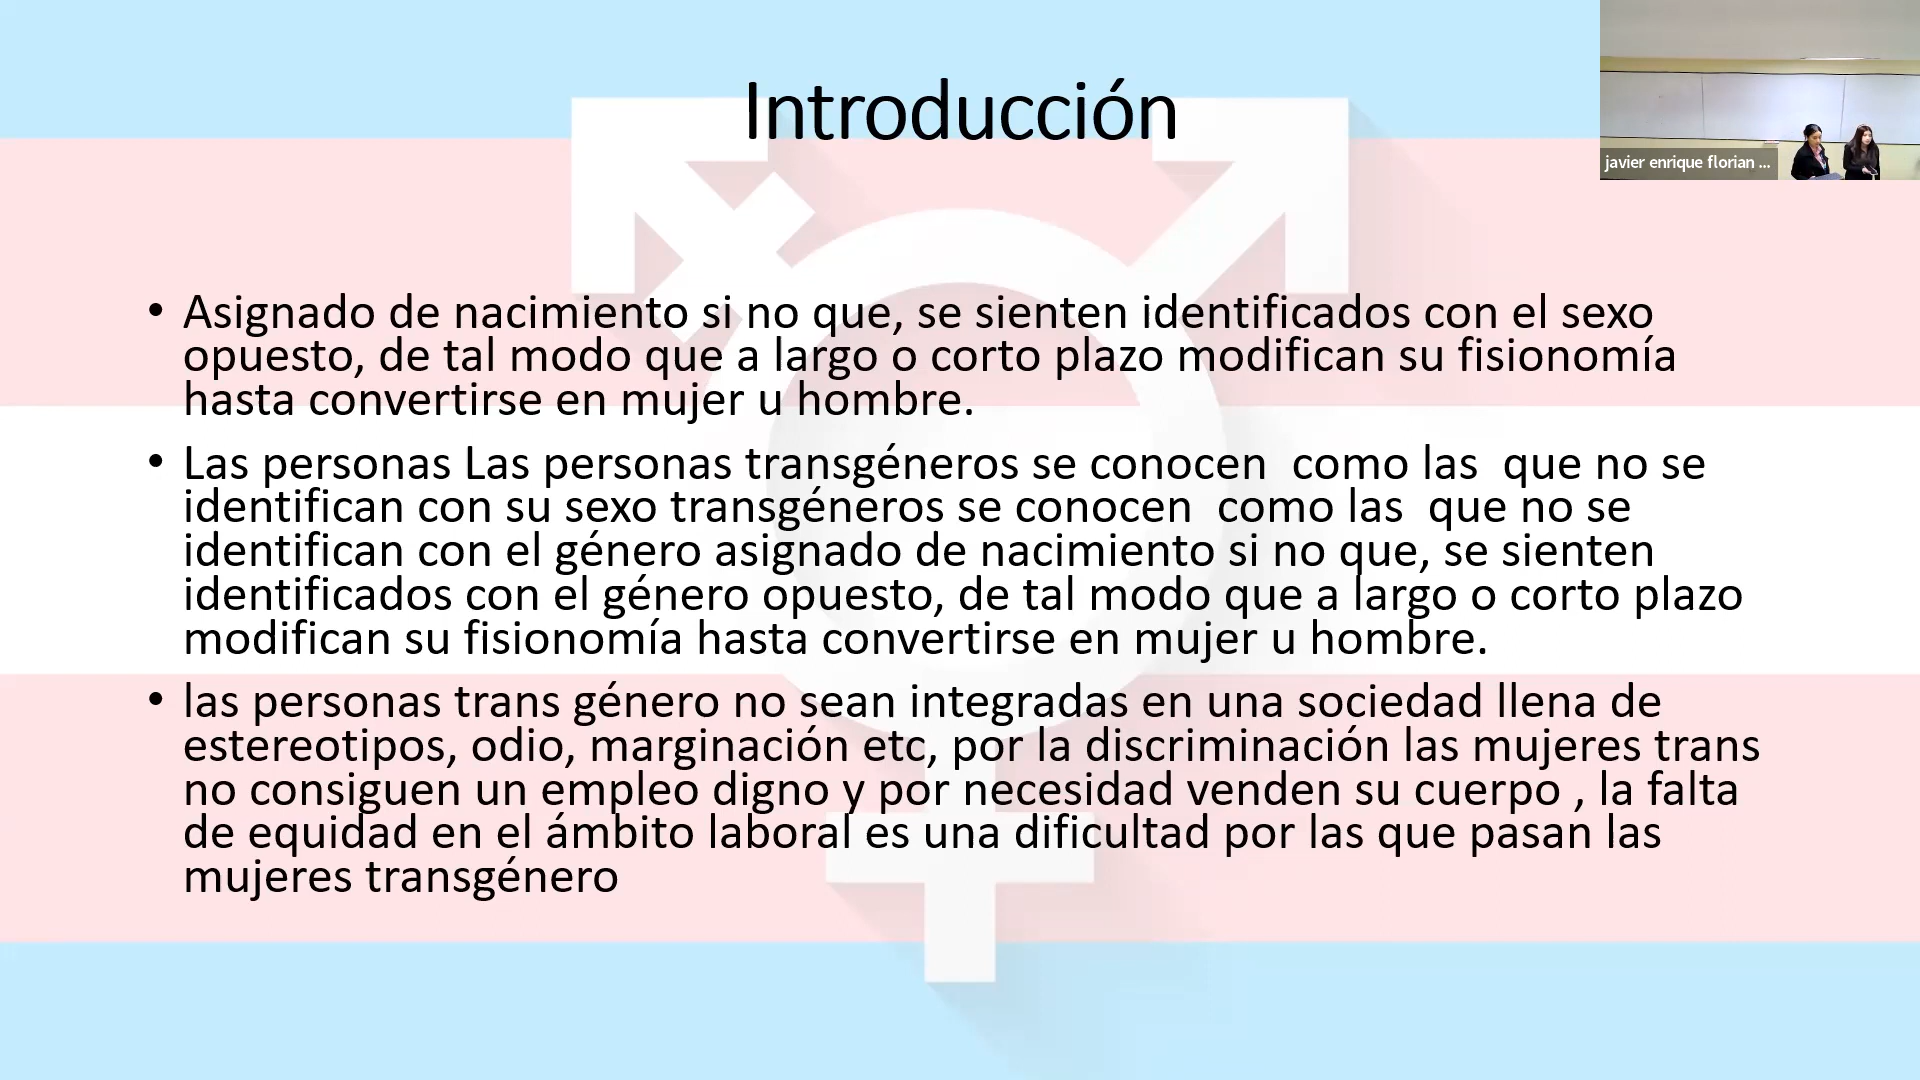 Introducción
javier enrique florian ...
• Asignado de nacimiento si no que, se sienten identificados con el sexo
opuesto, de tal modo que a largo o corto plazo modifican su fisionomía
hasta convertirse en mujer u hombre.
• Las personas Las personas transgéneros se conocen  como las  que no se
identifican con su sexo transgéneros se conocen  como las  que no se
identifican con el género asignado de nacimiento si no que, se sienten
identificados con el género opuesto, de tal modo que a largo o corto plazo
modifican su fisionomía hasta convertirse en mujer u hombre.
• las personas trans género no sean integradas en una sociedad llena de
estereotipos, odio, marginación etc, por la discriminación las mujeres trans
no consiguen un empleo digno y por necesidad venden su cuerpo , la falta
de equidad en el ámbito laboral es una dificultad por las que pasan las
mujeres transgénero